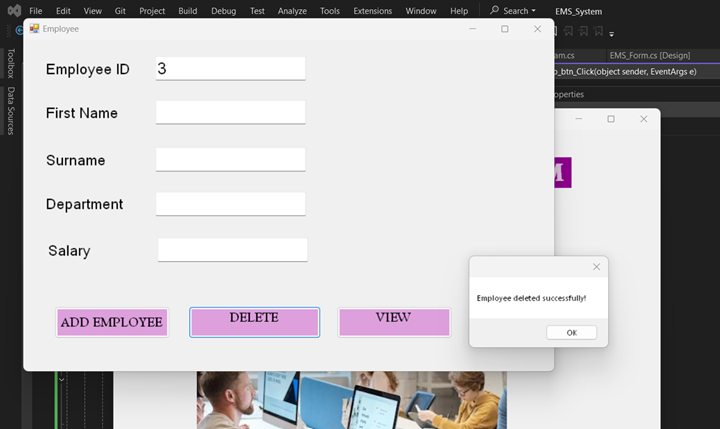 File Edit View Git Project Build Debug Test Analyze Tools Extensions Window Help Search EMS_System
Employee
Toolbox
Data Sources
am.cs EMS_Form.cs [Design]
_btn_Click(object sender, EventArgs e)
operties
Employee ID 3
First Name
Surname
Department
Salary
M
Employee deleted successfully!
OK
ADD EMPLOYEE DELETE VIEW